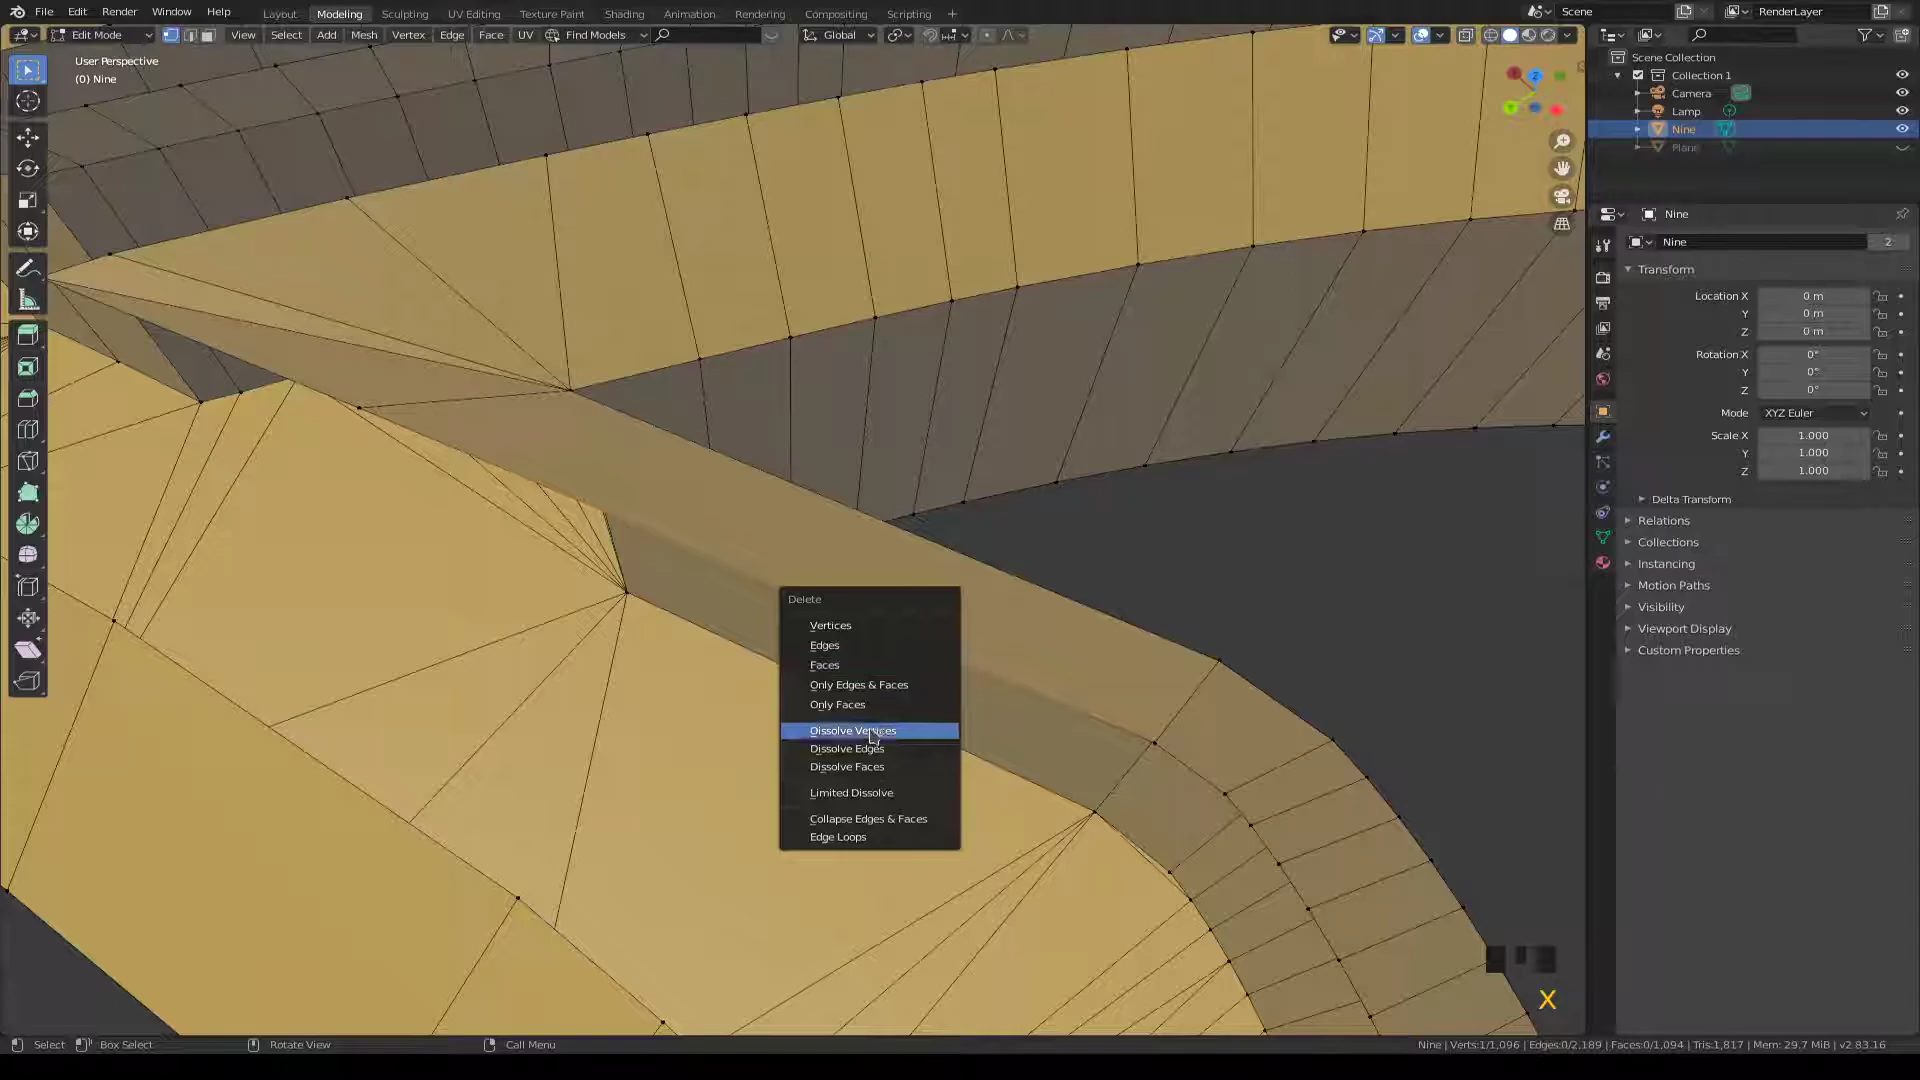 File Edit Render Window Help
Layout Modeling Sculpting UV Editing Texture Paint Shading Animation Rendering Compositing Scripting +
Scene RenderLayer
Edit Mode View Select Add Mesh Vertex Edge Face UV Find Models Global
User Perspective
(0) Nine
Scene Collection
Collection 1
Camera
Lamp
Nine
Plane
Nine
Nine 2
Transform
Location X 0 m
Y 0 m
Z 0 m
Rotation X 0°
Y 0°
Z 0°
Mode XYZ Euler
Scale X 1.000
Y 1.000
Z 1.000
Delta Transform
Relations
Collections
Instancing
Motion Paths
Visibility
Viewport Display
Custom Properties
Delete
Vertices
Edges
Faces
Only Edges & Faces
Only Faces
Dissolve Vertices
Dissolve Edges
Dissolve Faces
Limited Dissolve
Collapse Edges & Faces
Edge Loops
X
Select Box Select Rotate View Call Menu
Nine | Verts:1/1,096 | Edges:0/2,189 | Faces:0/1,094 | Tris:1,817 | Mem: 29.7 MiB | v2.83.16